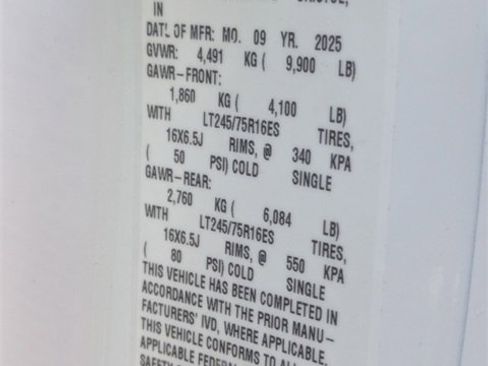 IN
DATE OF MFR: MO. 09 YR. 2025
GVWR: 4,491 KG ( 9,900 LB)
GAWR-FRONT:
1,860 KG ( 4,100 LB)
WITH LT245/75R16ES TIRES,
16X6.5J RIMS, @ 340 KPA
( 50 PSI) COLD SINGLE
GAWR-REAR:
2,760 KG ( 6,084 LB)
WITH LT245/75R16ES TIRES,
16X6.5J RIMS, @ 550 KPA
( 80 PSI) COLD SINGLE
THIS VEHICLE HAS BEEN COMPLETED IN
ACCORDANCE WITH THE PRIOR MANU-
FACTURERS' IVD, WHERE APPLICABLE.
THIS VEHICLE CONFORMS TO
APPLICABLE
SAFETY